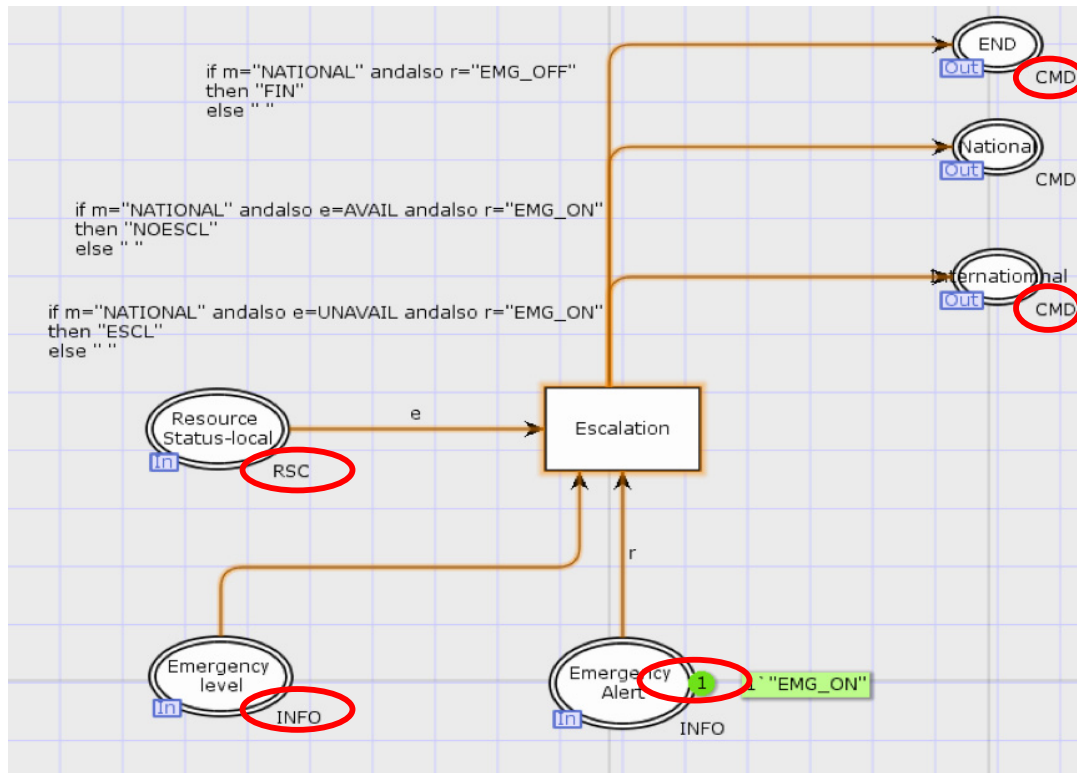 END
Out
CMD
if m="NATIONAL" andalso r="EMG_OFF"
then "FIN"
else " "
National
Out
CMD
if m="NATIONAL" andalso e=AVAIL andalso r="EMG_ON"
then "NOESCL"
else " "
Internatiomnal
Out
CMD
if m="NATIONAL" andalso e=UNAVAIL andalso r="EMG_ON"
then "ESCL"
else " "
Resource
Status-local
In
RSC
e
Escalation
r
Emergency
level
In
INFO
Emergency
Alert
In
INFO
1
1`"EMG_ON"